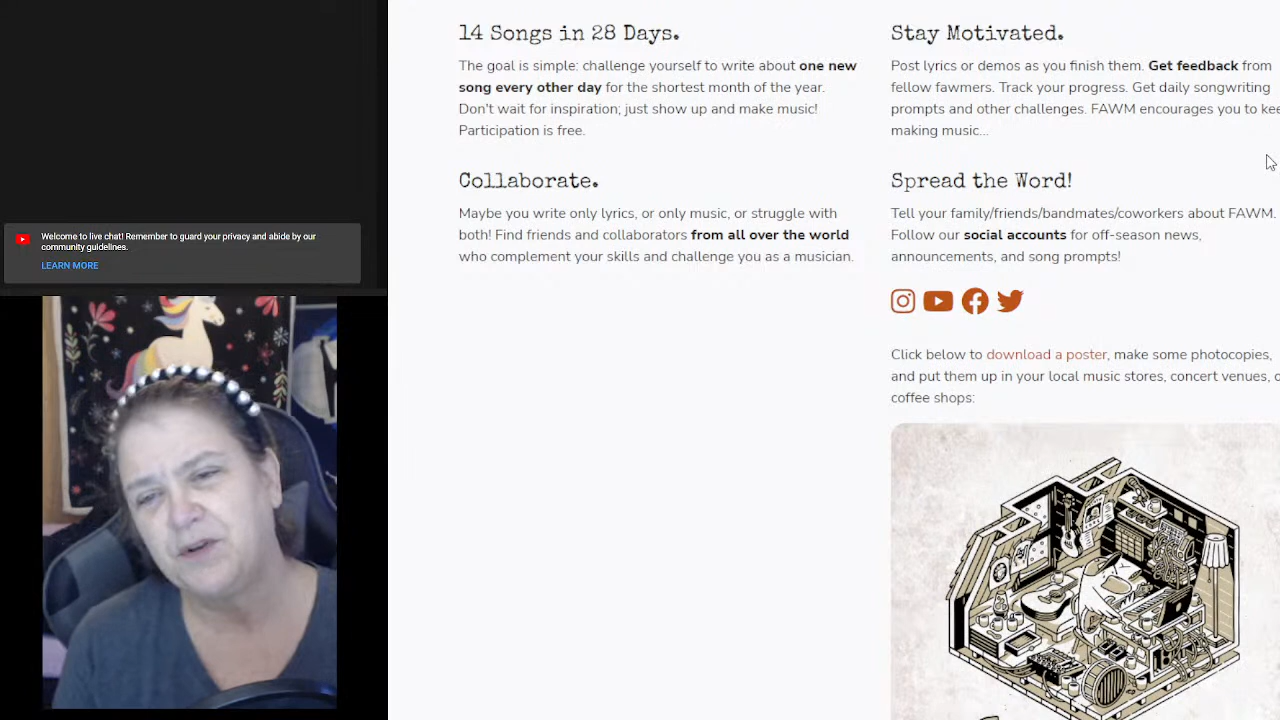 Welcome to live chat! Remember to guard your privacy and abide by our
community guidelines.
LEARN MORE
14 Songs in 28 Days.
The goal is simple: challenge yourself to write about one new
song every other day for the shortest month of the year.
Don't wait for inspiration; just show up and make music!
Participation is free.
Collaborate.
Maybe you write only lyrics, or only music, or struggle with
both! Find friends and collaborators from all over the world
who complement your skills and challenge you as a musician.
Stay Motivated.
Post lyrics or demos as you finish them. Get feedback from
fellow fawmers. Track your progress. Get daily songwriting
prompts and other challenges. FAWM encourages you to kee
making music...
Spread the Word!
Tell your family/friends/bandmates/coworkers about FAWM.
Follow our social accounts for off-season news,
announcements, and song prompts!
Click below to download a poster, make some photocopies,
and put them up in your local music stores, concert venues,
coffee shops: